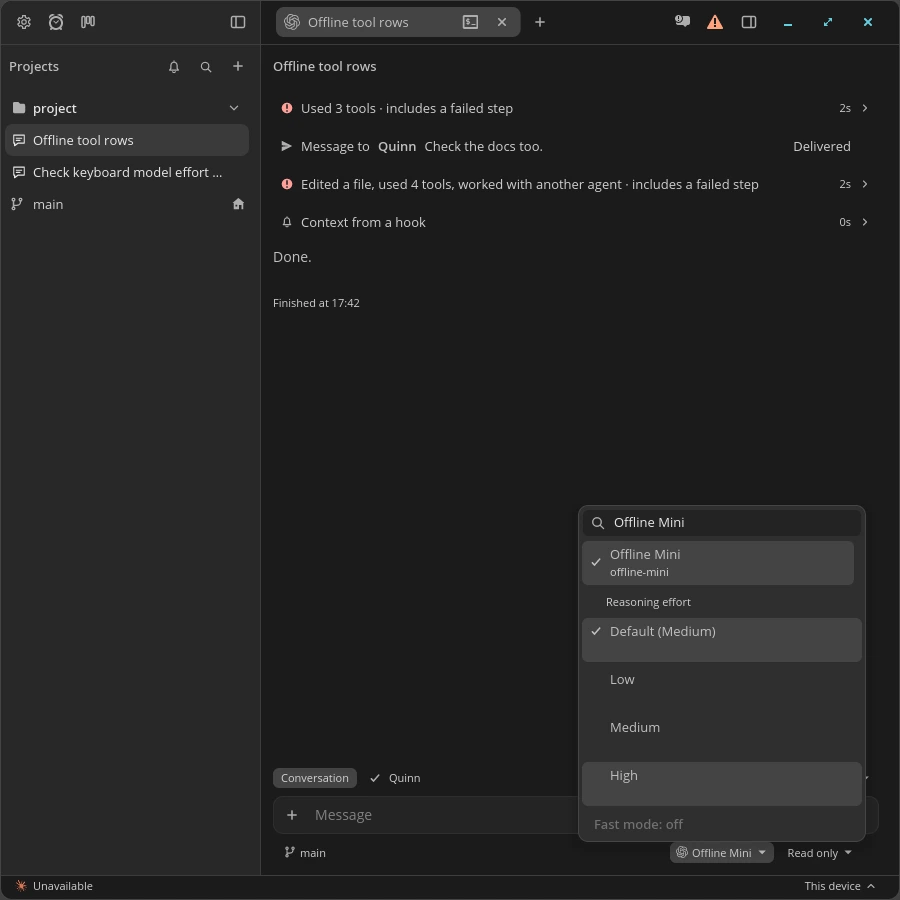 Offline tool rows
Projects
Offline tool rows
project
Used 3 tools · includes a failed step 2s
Offline tool rows
Message to Quinn Check the docs too. Delivered
Check keyboard model effort ...
Edited a file, used 4 tools, worked with another agent · includes a failed step 2s
main
Context from a hook 0s
Done.
Finished at 17:42
Offline Mini
Offline Mini
offline-mini
Reasoning effort
Default (Medium)
Low
Medium
High
Fast mode: off
Conversation Quinn
Message
main Offline Mini Read only
Unavailable This device